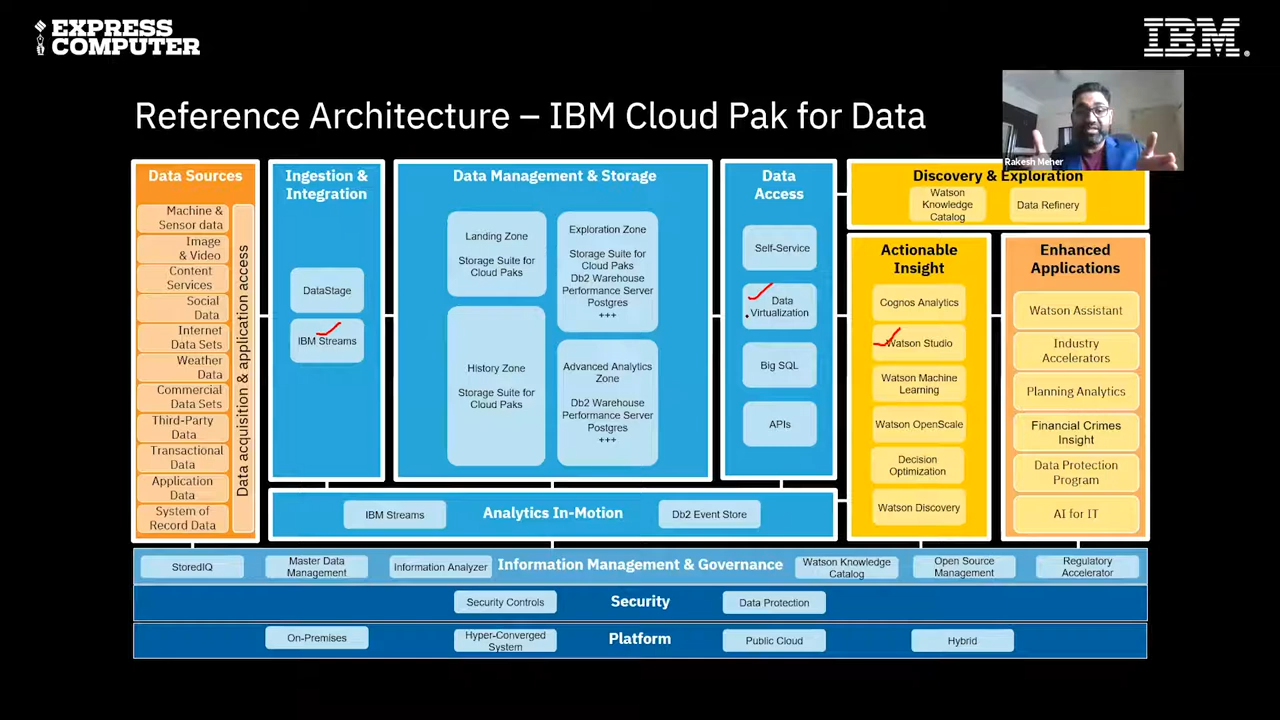 EXPRESS
COMPUTER
IBM
Reference Architecture – IBM Cloud Pak for Data
Rakesh Meher
Data Sources
Machine &
Sensor data
Image
& Video
Content
Services
Social
Data
Internet
Data Sets
Weather
Data
Commercial
Data Sets
Third-Party
Data
Transactional
Data
Application
Data
System of
Record Data
Data acquisition & application access
Ingestion &
Integration
DataStage
IBM Streams
Data Management & Storage
Landing Zone
Storage Suite for
Cloud Paks
History Zone
Storage Suite for
Cloud Paks
Exploration Zone
Storage Suite for
Cloud Paks
Db2 Warehouse
Performance Server
Postgres
+++
Advanced Analytics
Zone
Db2 Warehouse
Performance Server
Postgres
+++
Data
Access
Self-Service
Data
Virtualization
Big SQL
APIs
Discovery & Exploration
Watson
Knowledge
Catalog
Data Refinery
Actionable
Insight
Cognos Analytics
Watson Studio
Watson Machine
Learning
Watson OpenScale
Decision
Optimization
Watson Discovery
Enhanced
Applications
Watson Assistant
Industry
Accelerators
Planning Analytics
Financial Crimes
Insight
Data Protection
Program
AI for IT
IBM Streams
Analytics In-Motion
Db2 Event Store
StoredIQ
Master Data
Management
Information Analyzer
Information Management & Governance
Watson Knowledge
Catalog
Open Source
Management
Regulatory
Accelerator
Security Controls
Security
Data Protection
On-Premises
Hyper-Converged
System
Platform
Public Cloud
Hybrid